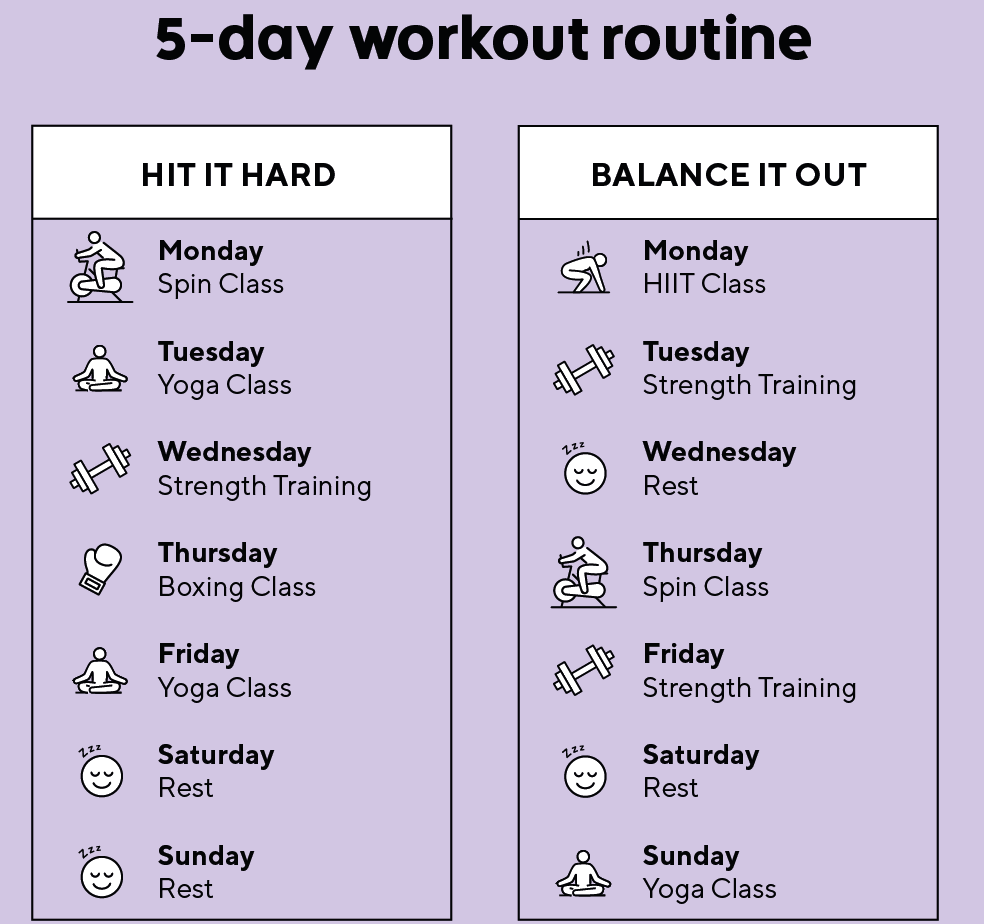 5-day workout routine
HIT IT HARD
Monday
Spin Class
Tuesday
Yoga Class
Wednesday
Strength Training
Thursday
Boxing Class
Friday
Yoga Class
Saturday
Rest
Sunday
Rest
BALANCE IT OUT
Monday
HIIT Class
Tuesday
Strength Training
Wednesday
Rest
Thursday
Spin Class
Friday
Strength Training
Saturday
Rest
Sunday
Yoga Class